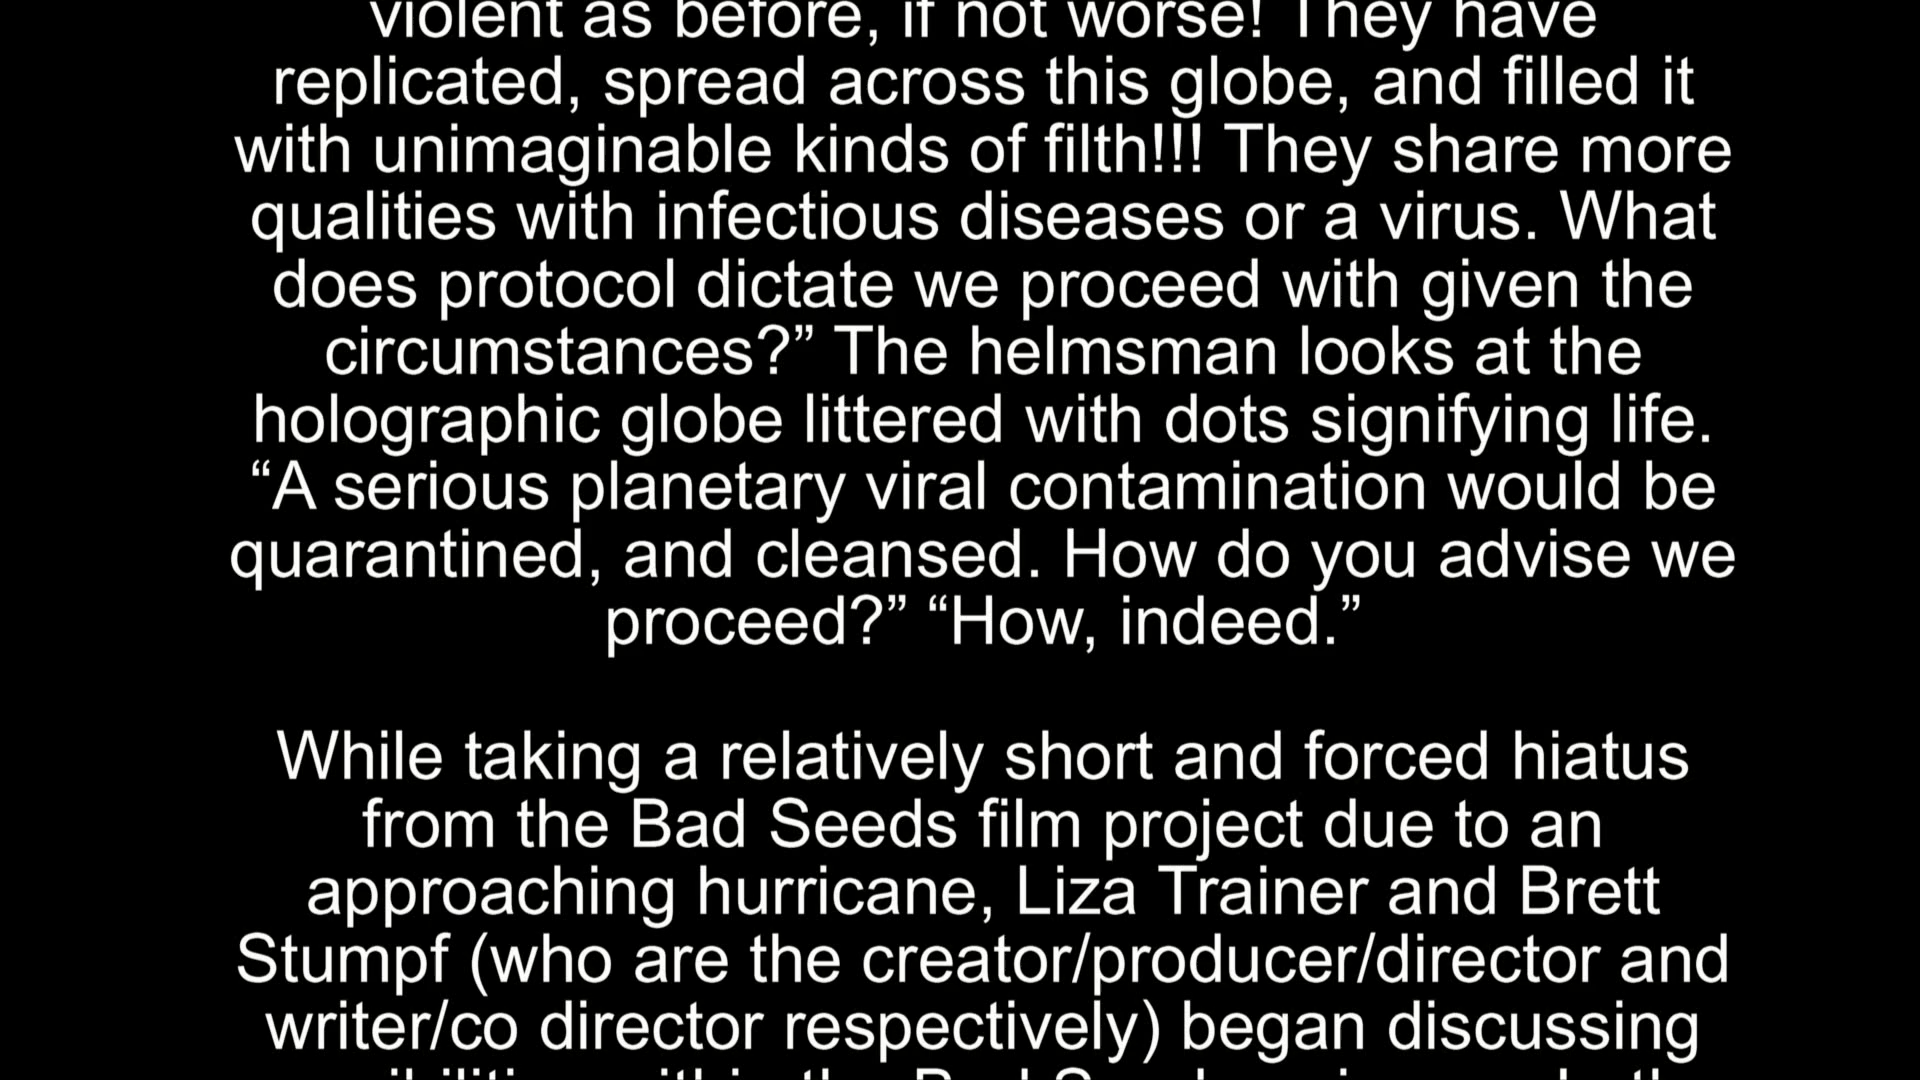 violent as before, if not worse! They have
replicated, spread across this globe, and filled it
with unimaginable kinds of filth!!! They share more
qualities with infectious diseases or a virus. What
does protocol dictate we proceed with given the
circumstances?” The helmsman looks at the
holographic globe littered with dots signifying life.
“A serious planetary viral contamination would be
quarantined, and cleansed. How do you advise we
proceed?” “How, indeed.”
While taking a relatively short and forced hiatus
from the Bad Seeds film project due to an
approaching hurricane, Liza Trainer and Brett
Stumpf (who are the creator/producer/director and
writer/co director respectively) began discussing